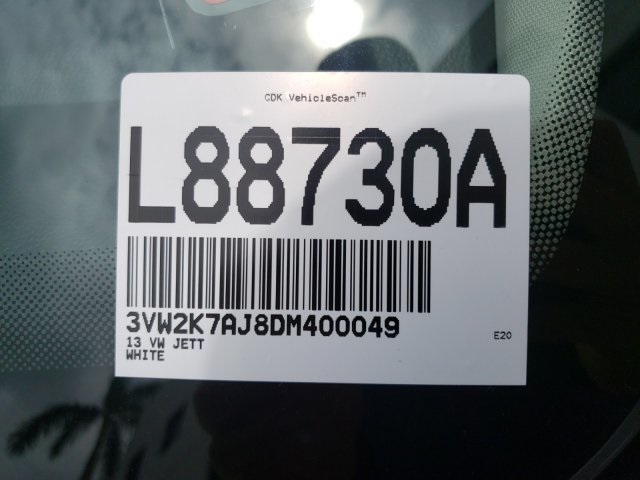 CDK VehicleScan™
L88730A
3VW2K7AJ8DM400049
13 VW JETT
WHITE
E20